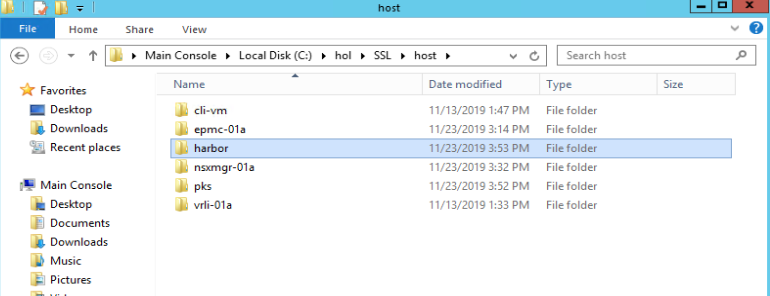 host
File Home Share View
Main Console Local Disk (C:) hol SSL host Search host
Name Date modified Type Size
Favorites
Desktop
Downloads
Recent places
Main Console
Desktop
Documents
Downloads
Music
Pictures
cli-vm 11/13/2019 1:47 PM File folder
epmc-01a 11/23/2019 3:14 PM File folder
harbor 11/23/2019 3:53 PM File folder
nsxmgr-01a 11/23/2019 3:32 PM File folder
pks 11/23/2019 3:52 PM File folder
vrli-01a 11/13/2019 1:33 PM File folder